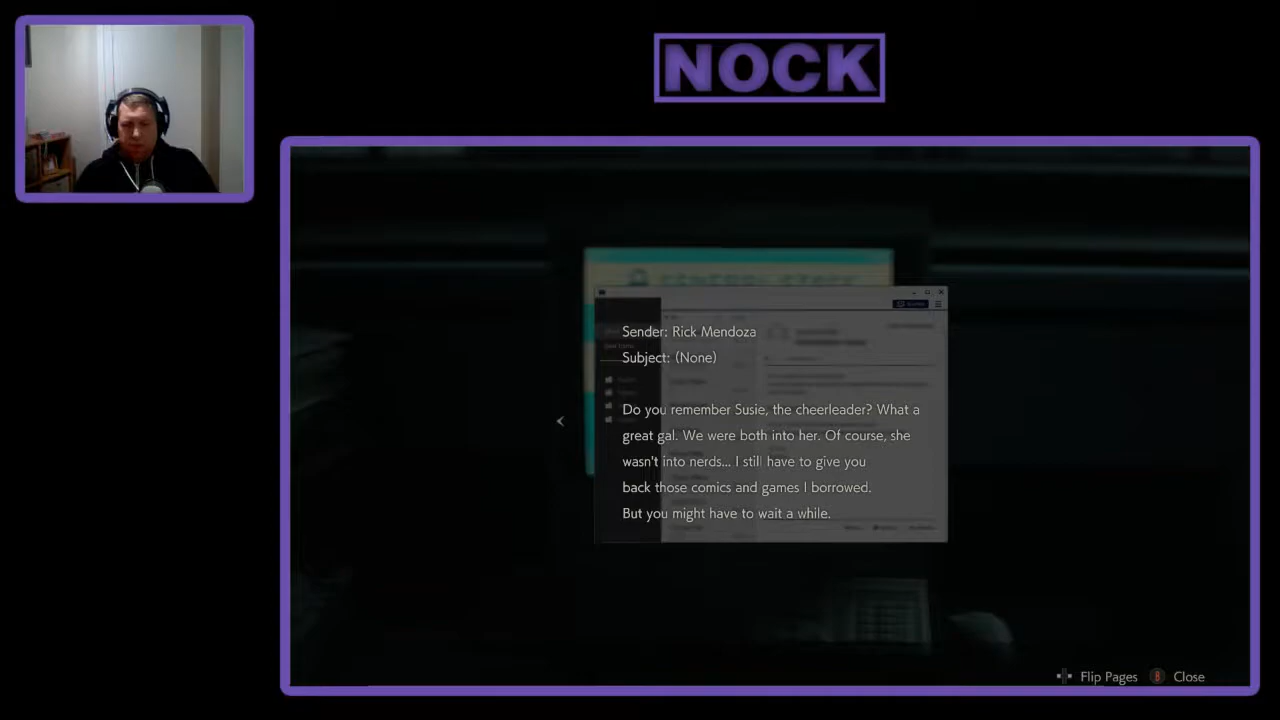 NOCK
Sender: Rick Mendoza
Subject: (None)
Do you remember Susie, the cheerleader? What a
great gal. We were both into her. Of course, she
wasn't into nerds... I still have to give you
back those comics and games I borrowed.
But you might have to wait a while.
Flip Pages B Close